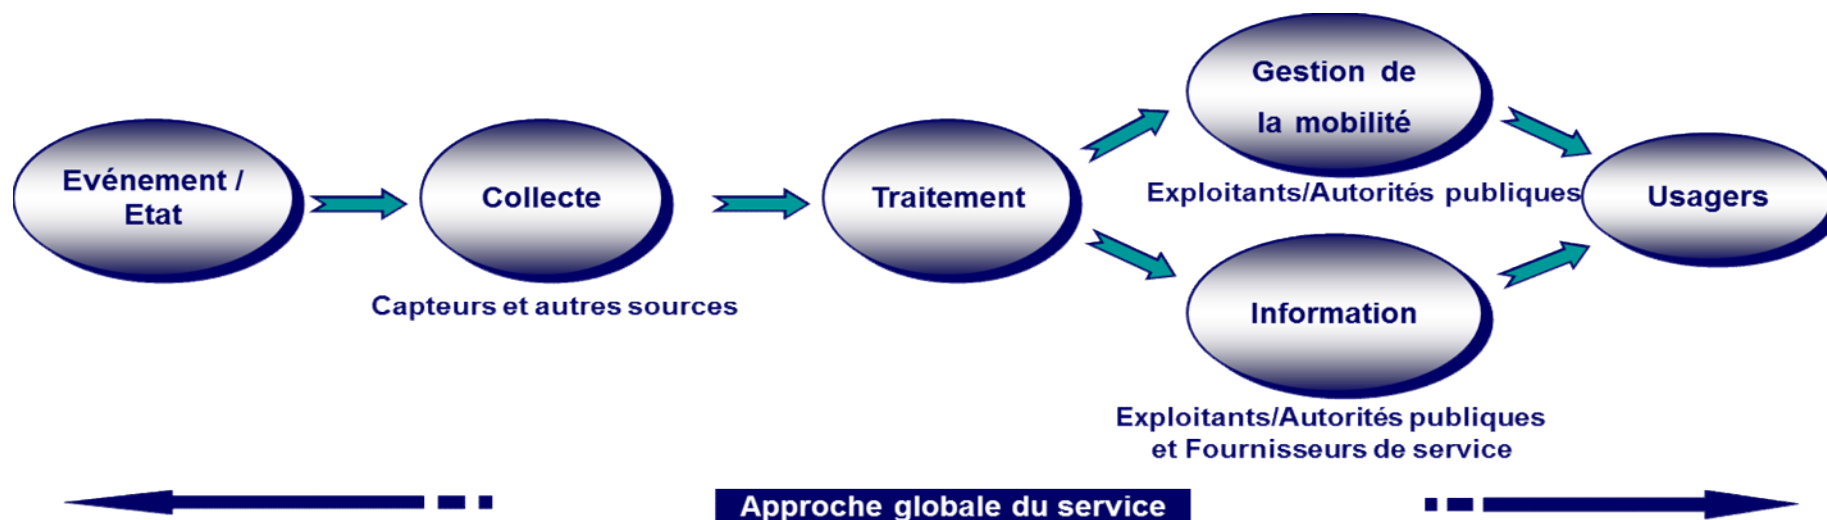 Evénement /
Etat
Collecte
Capteurs et autres sources
Traitement
Gestion de
la mobilité
Exploitants/Autorités publiques
Information
Exploitants/Autorités publiques
et Fournisseurs de service
Usagers
Approche globale du service